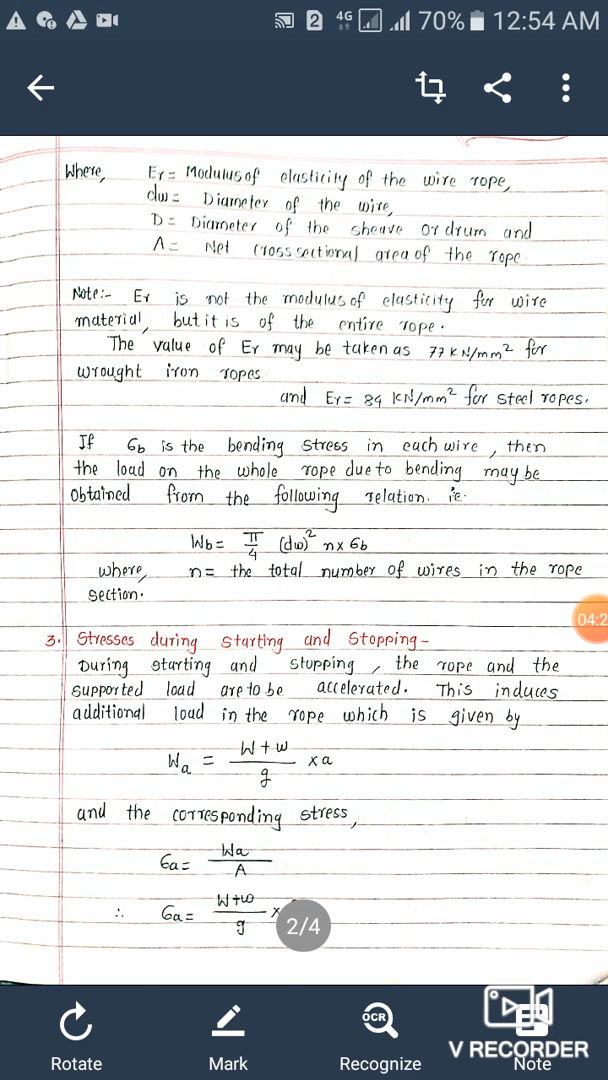 2 4G 70% 12:54 AM
Where, Er = Modulus of elasticity of the wire rope,
dw = Diameter of the wire,
D = Diameter of the sheave or drum and
A = Net cross sectional area of the rope
Note:- Er is not the modulus of elasticity for wire
material, but it is of the entire rope.
The value of Er may be taken as 77 KN/mm² for
wrought iron ropes
and Er = 84 KN/mm² for steel ropes.
If σb is the bending stress in each wire, then
the load on the whole rope due to bending may be
obtained from the following relation. ie.
Wb = π/4 (dw)² n x σb
where, n = the total number of wires in the rope
section.
3. Stresses during Starting and Stopping -
During starting and stopping, the rope and the
supported load are to be accelerated. This induces
additional load in the rope which is given by
Wa = W + w / g x a
and the corresponding stress,
σa = Wa / A
∴ σa = W + w / g x
2/4
04:2
Rotate
Mark
OCR
Recognize
Note
V RECORDER